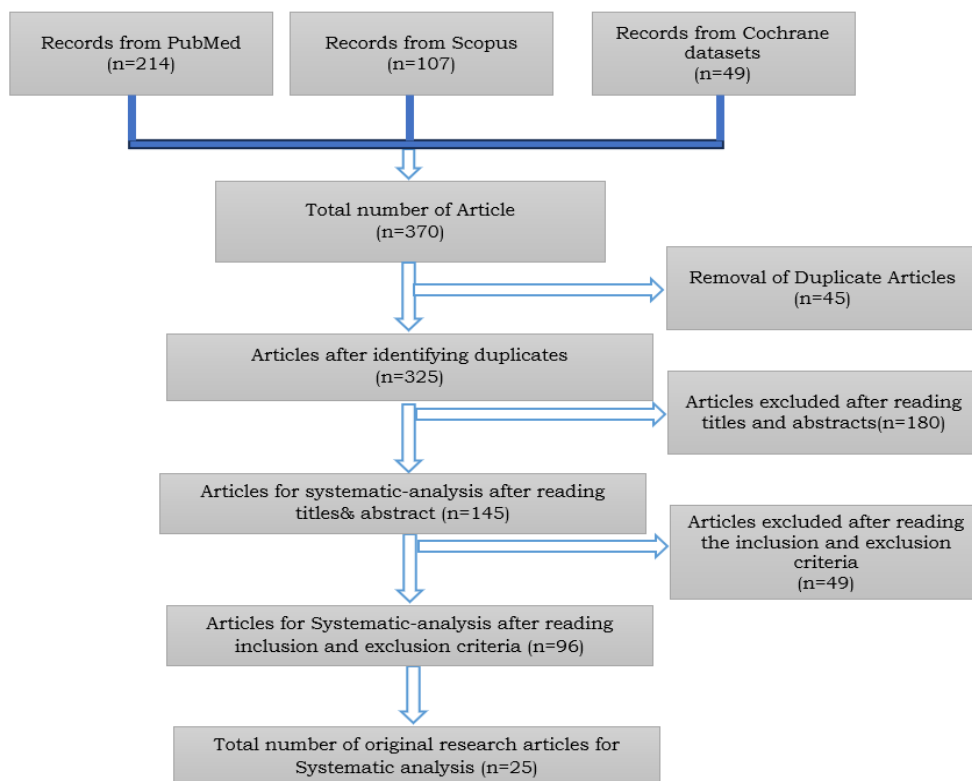 Records from PubMed
(n=214)
Records from Scopus
(n=107)
Records from Cochrane
datasets
(n=49)
Total number of Article
(n=370)
Removal of Duplicate Articles
(n=45)
Articles after identifying duplicates
(n=325)
Articles excluded after reading
titles and abstracts(n=180)
Articles for systematic-analysis after reading
titles& abstract (n=145)
Articles excluded after reading
the inclusion and exclusion
criteria
(n=49)
Articles for Systematic-analysis after reading
inclusion and exclusion criteria (n=96)
Total number of original research articles for
Systematic analysis (n=25)